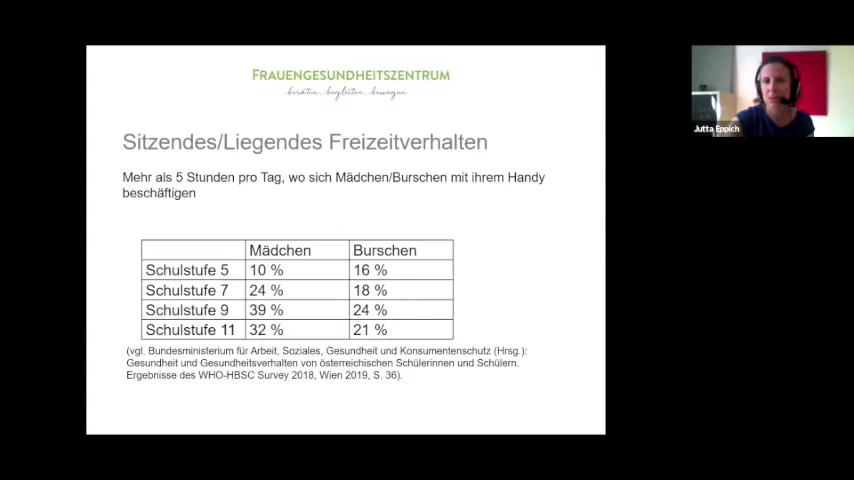 FRAUENGESUNDHEITSZENTRUM
beraten..begleiten..bewegen
Sitzendes/Liegendes Freizeitverhalten
Mehr als 5 Stunden pro Tag, wo sich Mädchen/Burschen mit ihrem Handy
beschäftigen
Mädchen Burschen
Schulstufe 5 10 % 16 %
Schulstufe 7 24 % 18 %
Schulstufe 9 39 % 24 %
Schulstufe 11 32 % 21 %
(vgl. Bundesministerium für Arbeit, Soziales, Gesundheit und Konsumentenschutz (Hrsg.):
Gesundheit und Gesundheitsverhalten von österreichischen Schülerinnen und Schülern.
Ergebnisse des WHO-HBSC Survey 2018, Wien 2019, S. 36).
Jutta Eppich